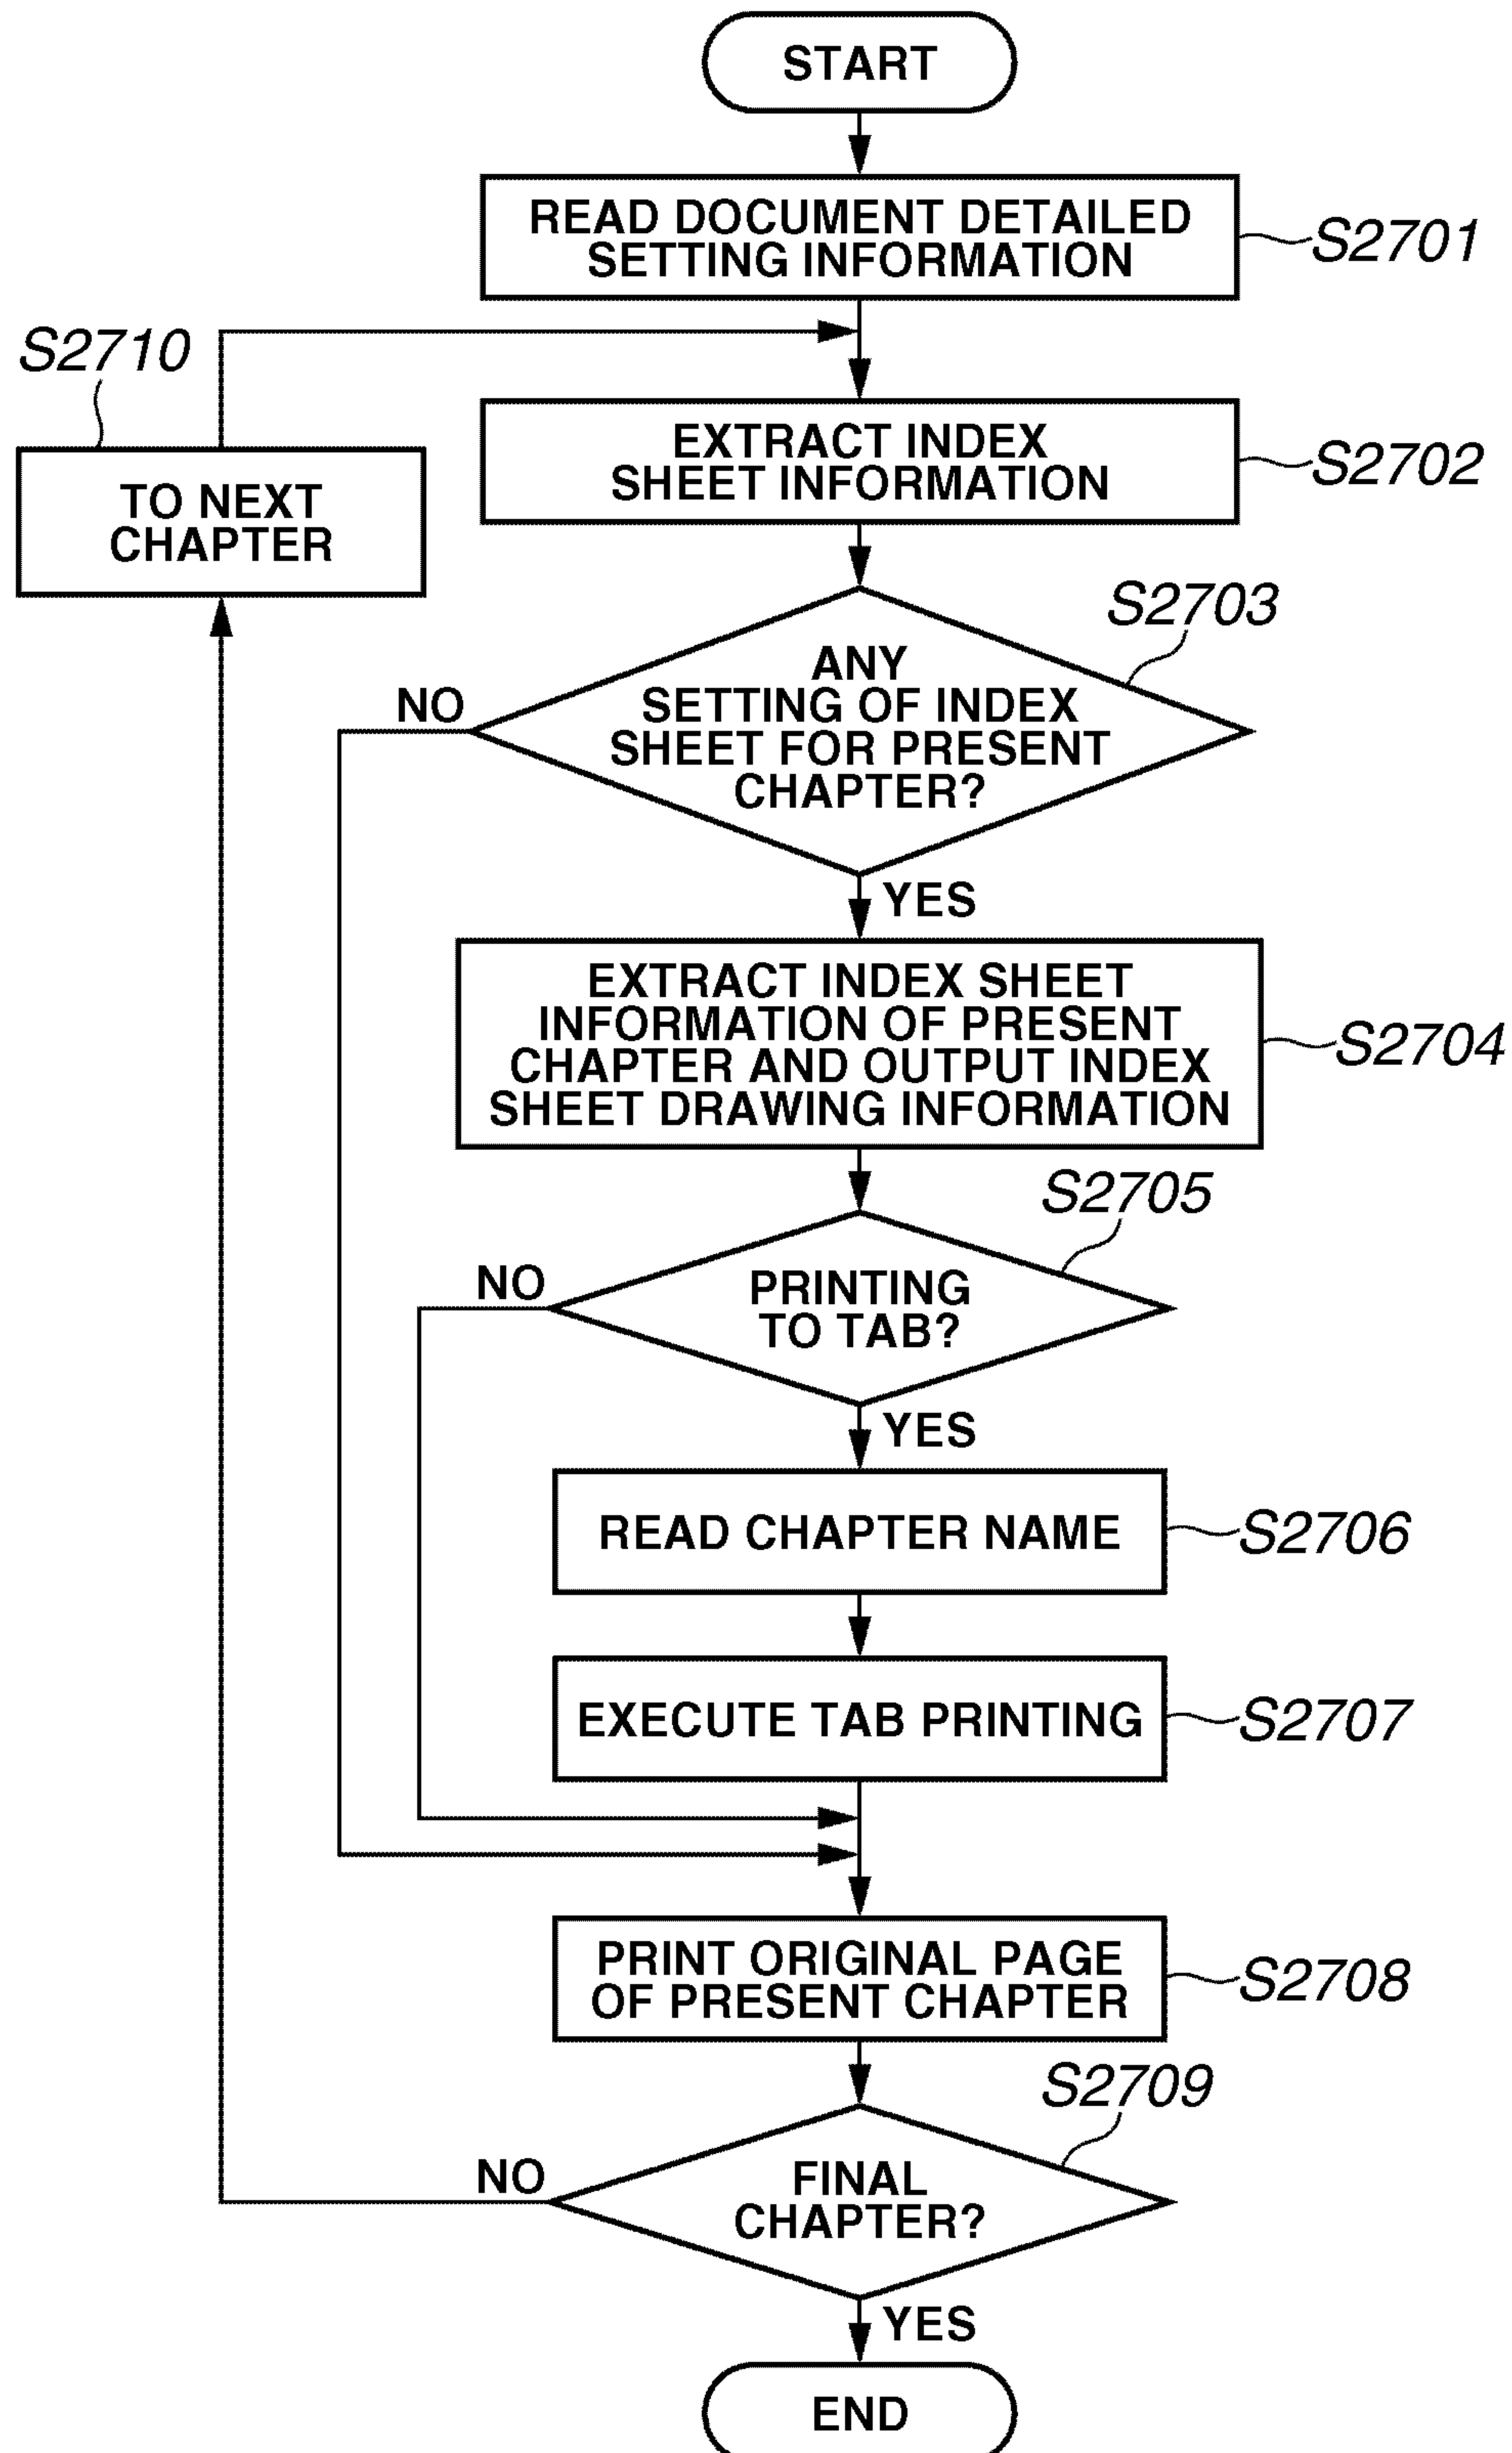 START
READ DOCUMENT DETAILED
SETTING INFORMATION
S2701
S2710
TO NEXT
CHAPTER
EXTRACT INDEX
SHEET INFORMATION
S2702
S2703
ANY
SETTING OF INDEX
SHEET FOR PRESENT
CHAPTER?
NO
YES
EXTRACT INDEX SHEET
INFORMATION OF PRESENT
CHAPTER AND OUTPUT INDEX
SHEET DRAWING INFORMATION
S2704
S2705
PRINTING
TO TAB?
NO
YES
READ CHAPTER NAME
S2706
EXECUTE TAB PRINTING
S2707
PRINT ORIGINAL PAGE
OF PRESENT CHAPTER
S2708
S2709
FINAL
CHAPTER?
NO
YES
END